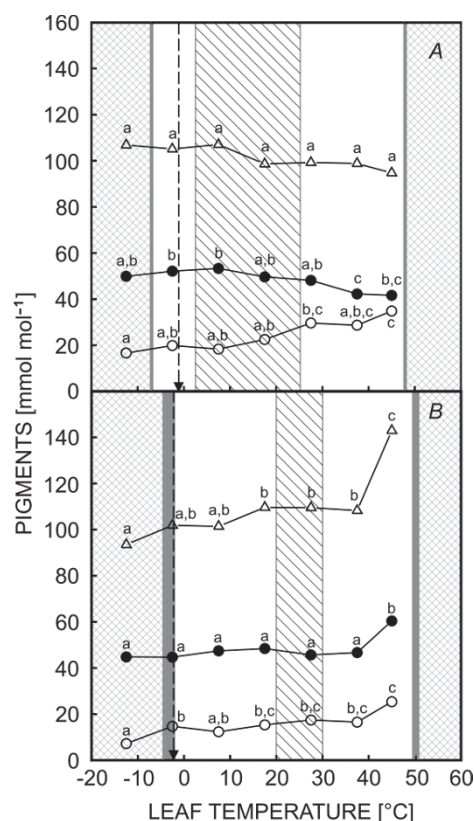 PIGMENTS [mmol mol⁻¹]
160
140
120
100
80
60
40
20
0
A
a a a a a a a
a,b b b a,b a,b c b,c
a a,b a,b a,b b,c a,b,c c
140
120
100
80
60
40
20
0
B
a a,b a,b b b b c
a a a a a a b
a b a,b b,c b,c b,c c
-20 -10 0 10 20 30 40 50 60
LEAF TEMPERATURE [°C]